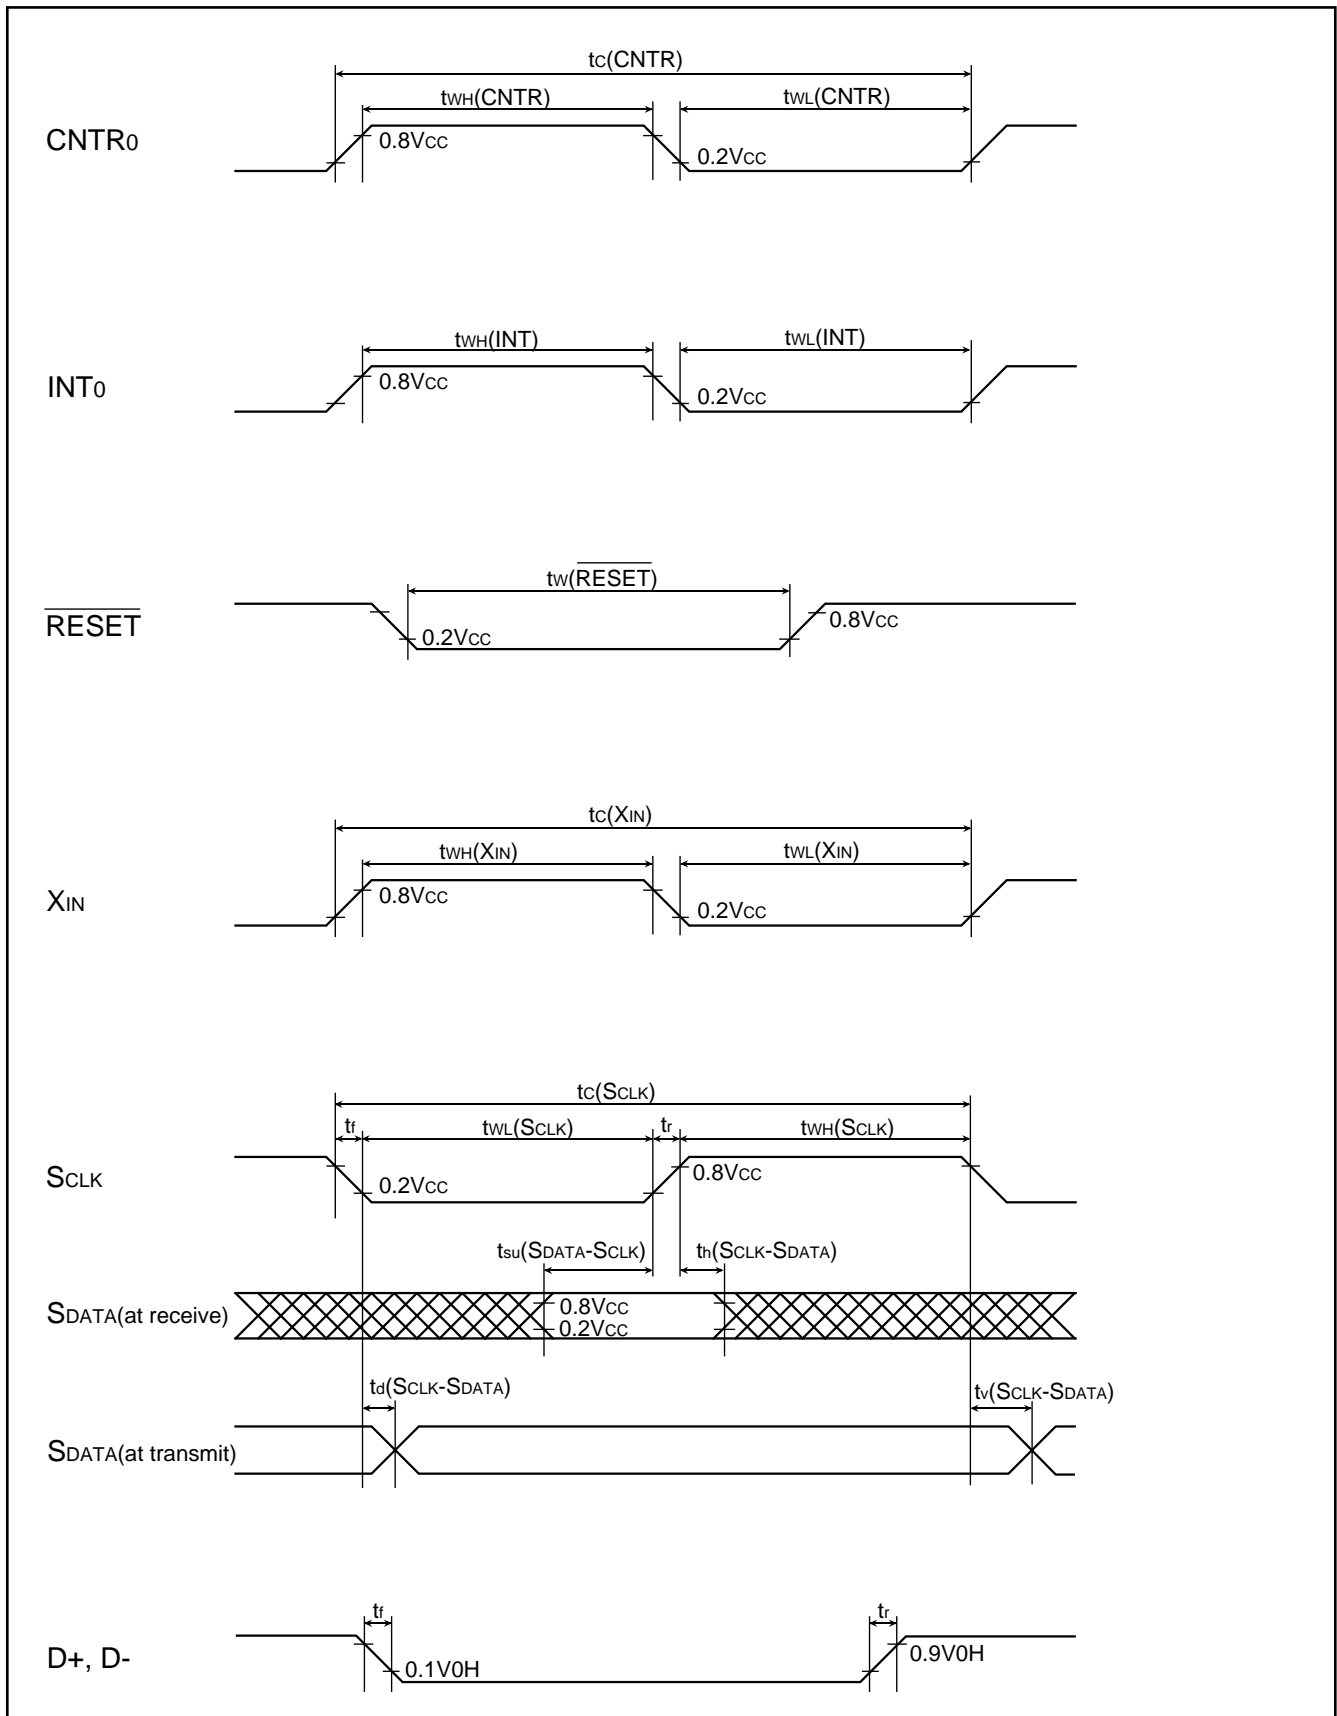 tC(CNTR)
tWH(CNTR) tWL(CNTR)
CNTR0
0.8VCC
0.2VCC
tWH(INT) tWL(INT)
INT0
0.8VCC
0.2VCC
tW(RESET)
RESET
0.8VCC
0.2VCC
tC(XIN)
tWH(XIN) tWL(XIN)
XIN
0.8VCC
0.2VCC
tC(SCLK)
tf tWL(SCLK) tr tWH(SCLK)
SCLK
0.8VCC
0.2VCC
tsu(SDATA-SCLK) th(SCLK-SDATA)
SDATA(at receive)
0.8VCC
0.2VCC
td(SCLK-SDATA) tv(SCLK-SDATA)
SDATA(at transmit)
tf tr
D+, D-
0.1V0H 0.9V0H